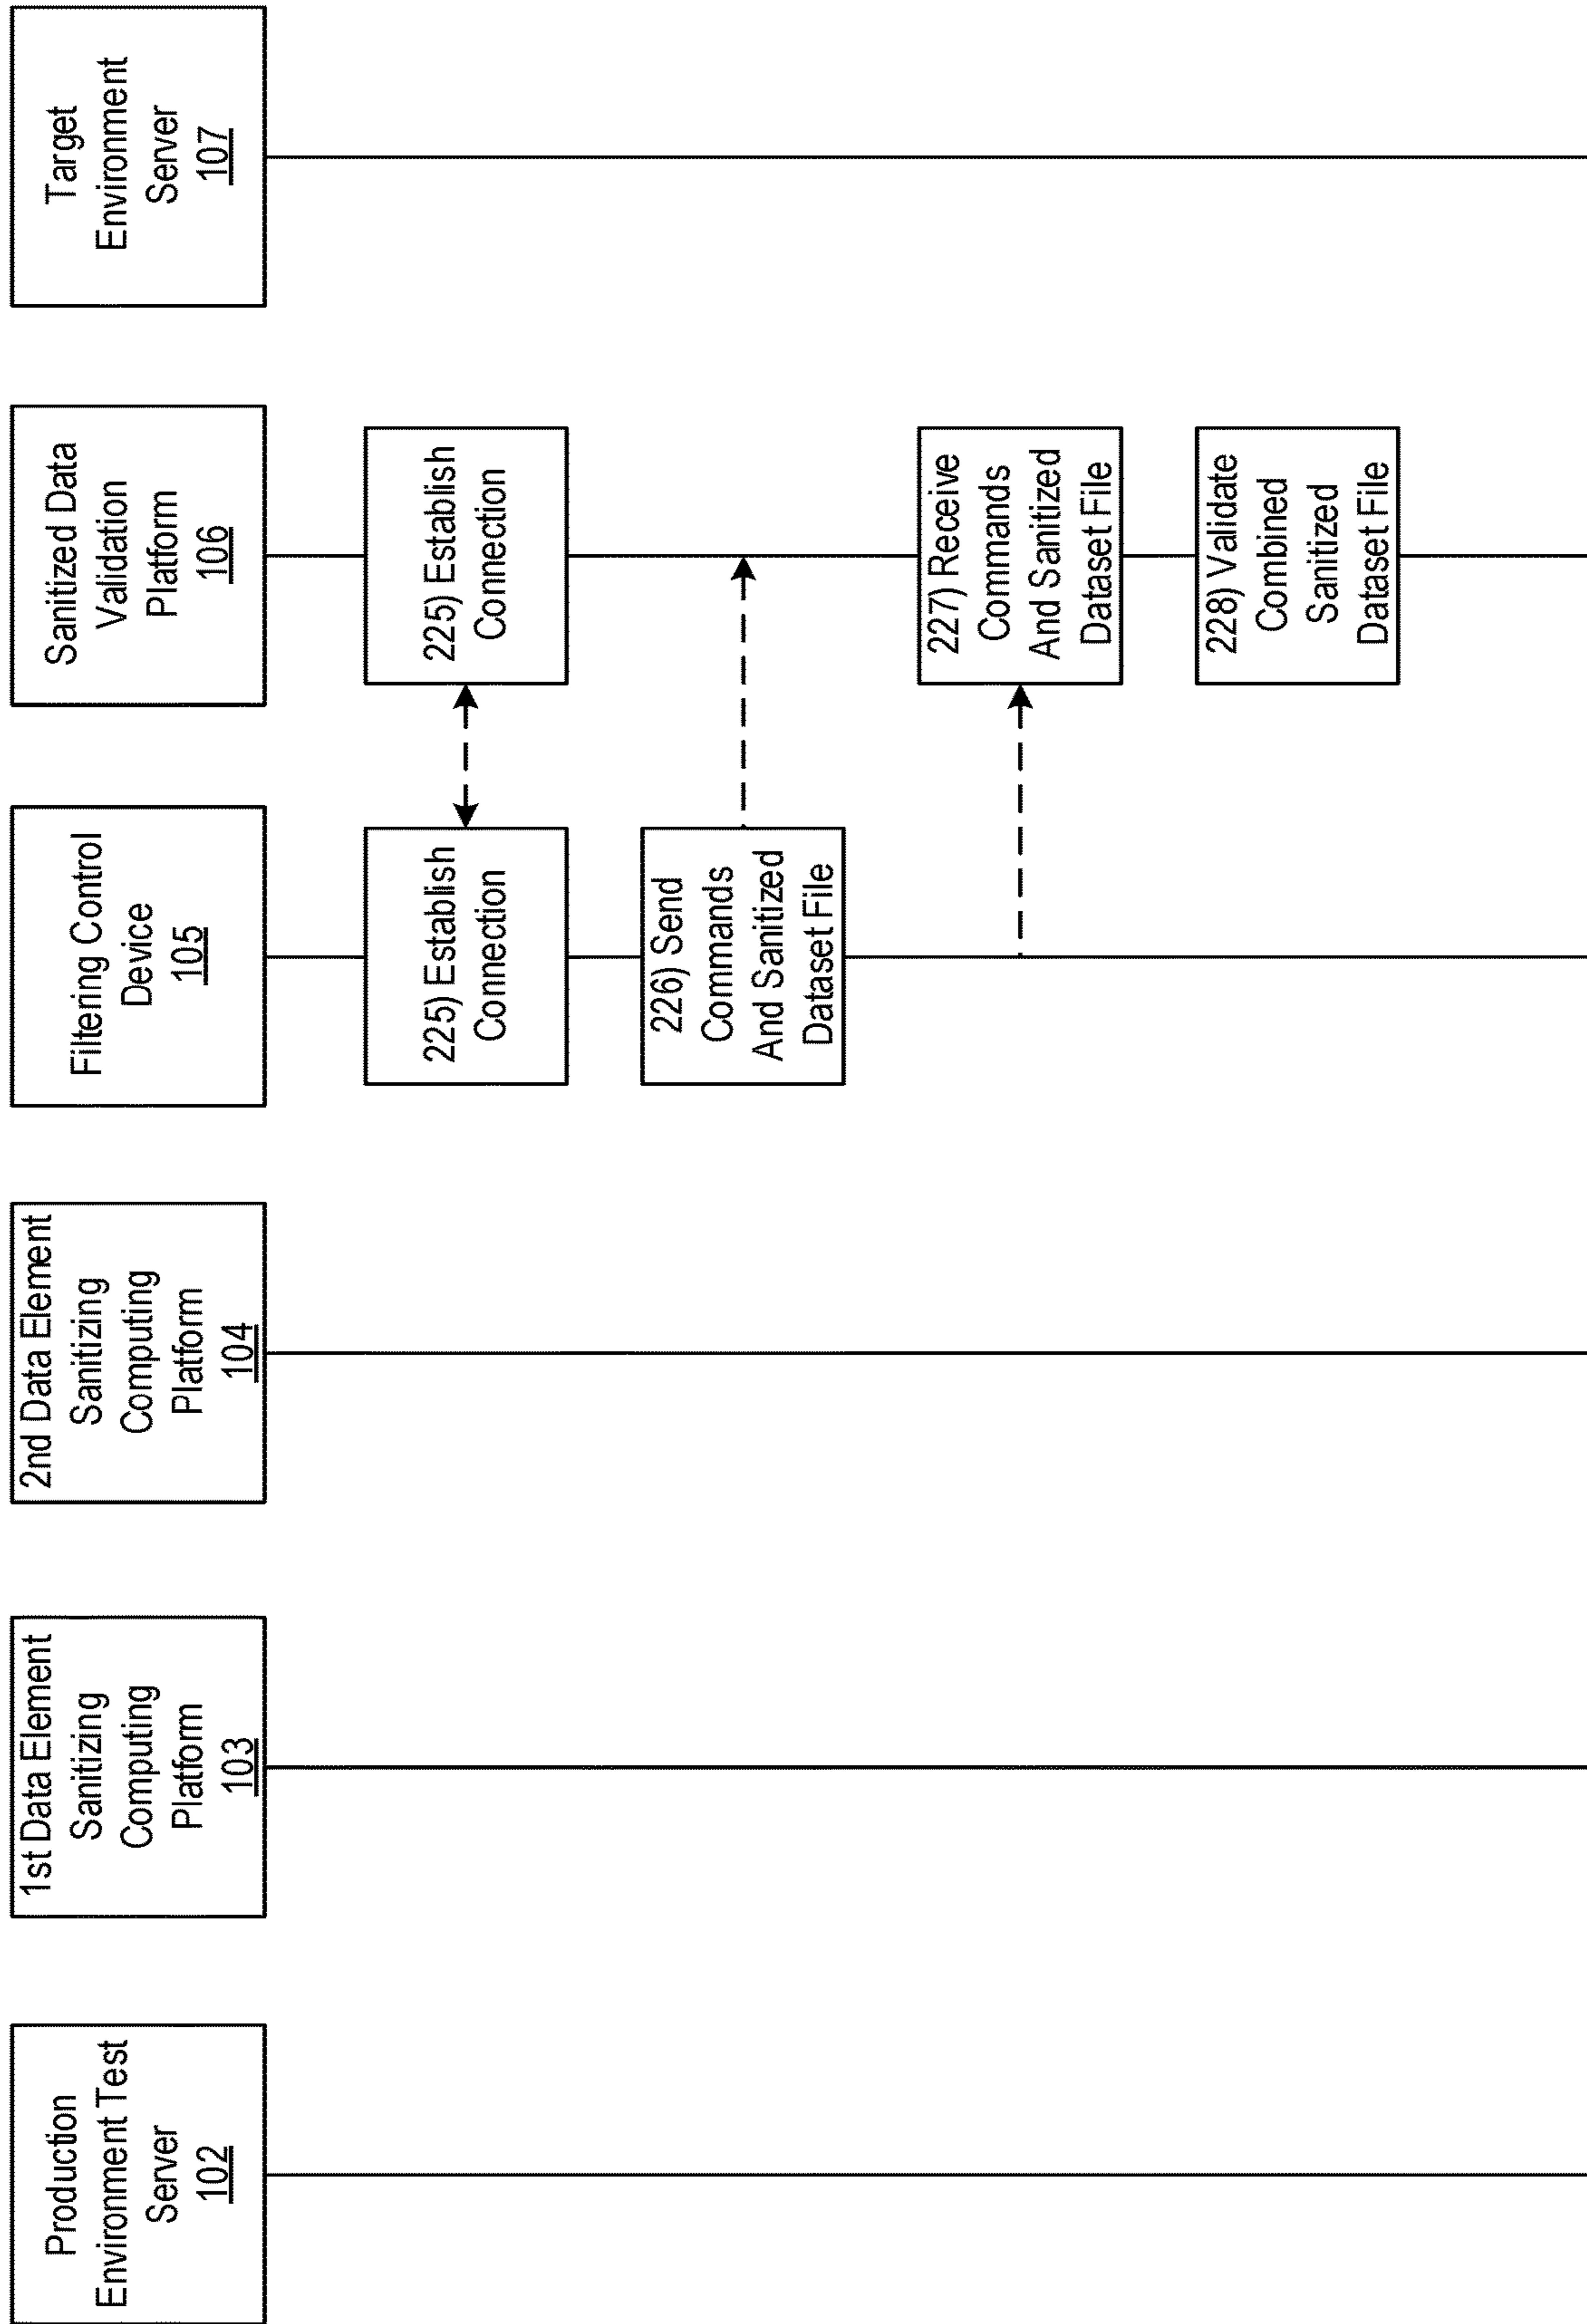 Production
Environment Test
Server
102
1st Data Element
Sanitizing
Computing
Platform
103
2nd Data Element
Sanitizing
Computing
Platform
104
Filtering Control
Device
105
Sanitized Data
Validation
Platform
106
Target
Environment
Server
107
225) Establish
Connection
225) Establish
Connection
226) Send
Commands
And Sanitized
Dataset File
227) Receive
Commands
And Sanitized
Dataset File
228) Validate
Combined
Sanitized
Dataset File